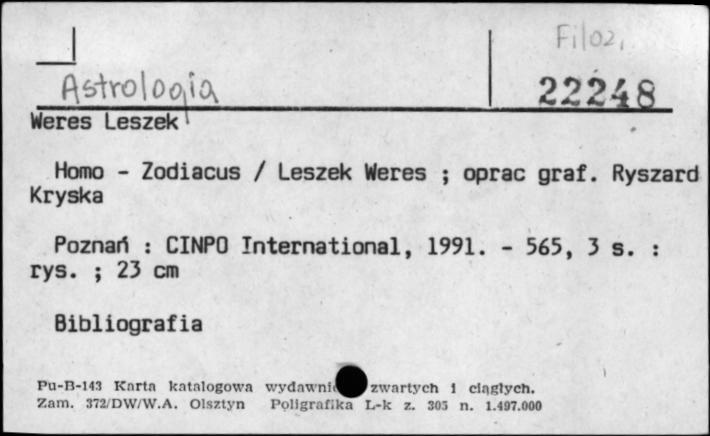 Filoz.
Astrologia
22248
Weres Leszek
Homo - Zodiacus / Leszek Weres ; oprac graf. Ryszard
Kryska
Poznań : CINPO International, 1991. - 565, 3 s. :
rys. ; 23 cm
Bibliografia
Pu-B-143 Karta katalogowa zwartych i ciągłych.
Zam. 372/DW/W.A. Olsztyn Poligrafika L-k z. 305 n. 1.497.000